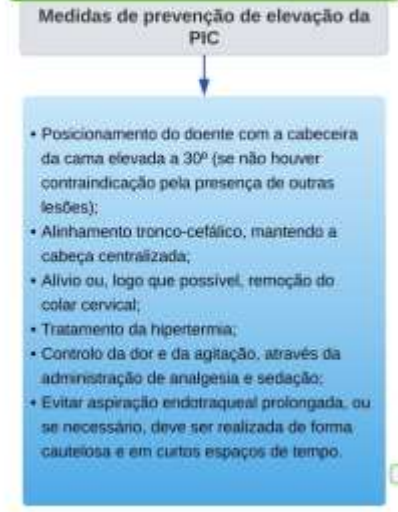 Medidas de prevenção de elevação da
PIC
• Posicionamento do doente com a cabeceira
da cama elevada a 30º (se não houver
contraindicação pela presença de outras
lesões);
• Alinhamento tronco-cefálico, mantendo a
cabeça centralizada;
• Alívio ou, logo que possível, remoção do
colar cervical;
• Tratamento da hipertermia;
• Controlo da dor e da agitação, através da
administração de analgesia e sedação;
• Evitar aspiração endotraqueal prolongada, ou
se necessário, deve ser realizada de forma
cautelosa e em curtos espaços de tempo.